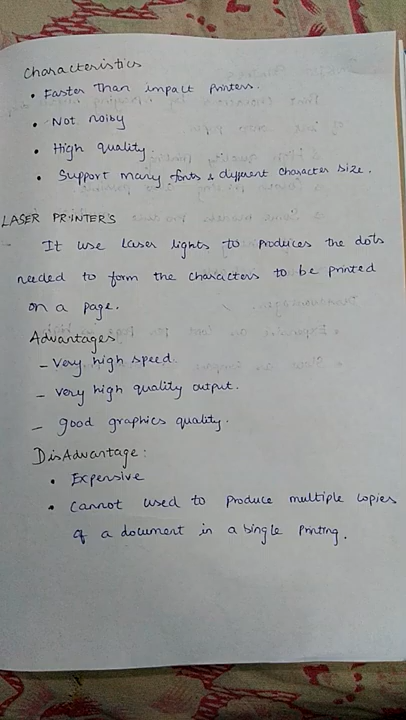 Characteristics
• Faster Than impact printers.
• Not noisy
• High quality.
• Support many fonts & different character size.
LASER PRINTERS
It use laser lights to produces the dots
needed to form the characters to be printed
on a page.
Advantages
- Very high speed
- very high quality output.
- good graphics quality.
DisAdvantage:
• Expensive
• Cannot used to produce multiple copies
of a document in a single printing.